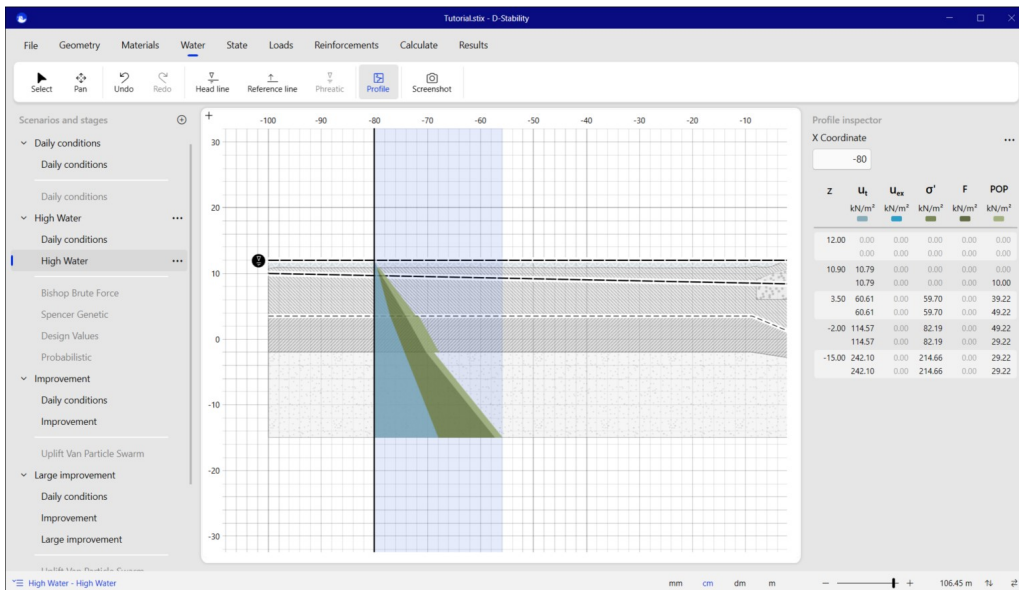 Tutorial.stix - D-Stability
File Geometry Materials Water State Loads Reinforcements Calculate Results
Select Pan Undo Redo Head line Reference line Phreatic Profile Screenshot
Scenarios and stages
Daily conditions
Daily conditions
Daily conditions
High Water
Daily conditions
High Water
Bishop Brute Force
Spencer Genetic
Design Values
Probabilistic
Improvement
Daily conditions
Improvement
Uplift Van Particle Swarm
Large improvement
Daily conditions
Improvement
Large improvement
Uplift Van Particle Swarm
-100 -90 -80 -70 -60 -50 -40 -30 -20 -10
30
20
10
0
-10
-20
-30
Profile inspector
X Coordinate
-80
z ut uex σ' F POP
kN/m² kN/m² kN/m² kN/m² kN/m²
12.00 0.00 0.00 0.00 0.00 0.00
0.00 0.00 0.00 0.00 0.00
10.90 10.79 0.00 0.00 0.00 0.00
10.79 0.00 0.00 0.00 10.00
3.50 60.61 0.00 59.70 0.00 39.22
60.61 0.00 59.70 0.00 49.22
-2.00 114.57 0.00 82.19 0.00 49.22
114.57 0.00 82.19 0.00 29.22
-15.00 242.10 0.00 214.66 0.00 29.22
242.10 0.00 214.66 0.00 29.22
High Water - High Water
mm cm dm m
106.45 m